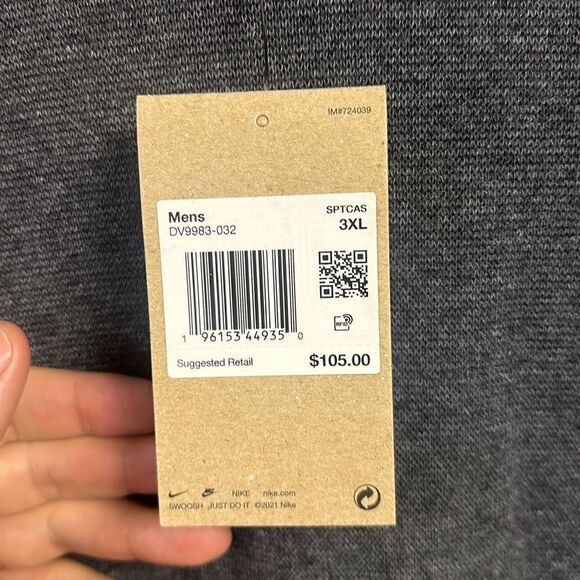 IM#724039
Mens SPTCAS
DV9983-032 3XL
1 96153 44935 0
RFID
Suggested Retail $105.00
NIKE nike.com
SWOOSH JUST DO IT ©2021 Nike